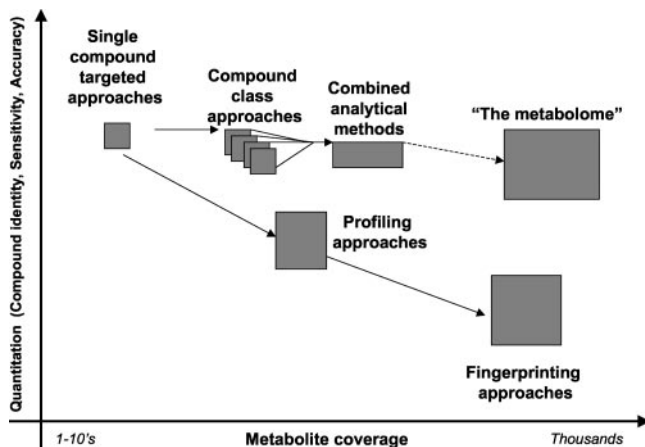 Single
compound
targeted
approaches
Compound
class
approaches
Combined
analytical
methods
“The metabolome”
Profiling
approaches
Fingerprinting
approaches
Quantitation (Compound identity, Sensitivity, Accuracy)
1-10's
Metabolite coverage
Thousands